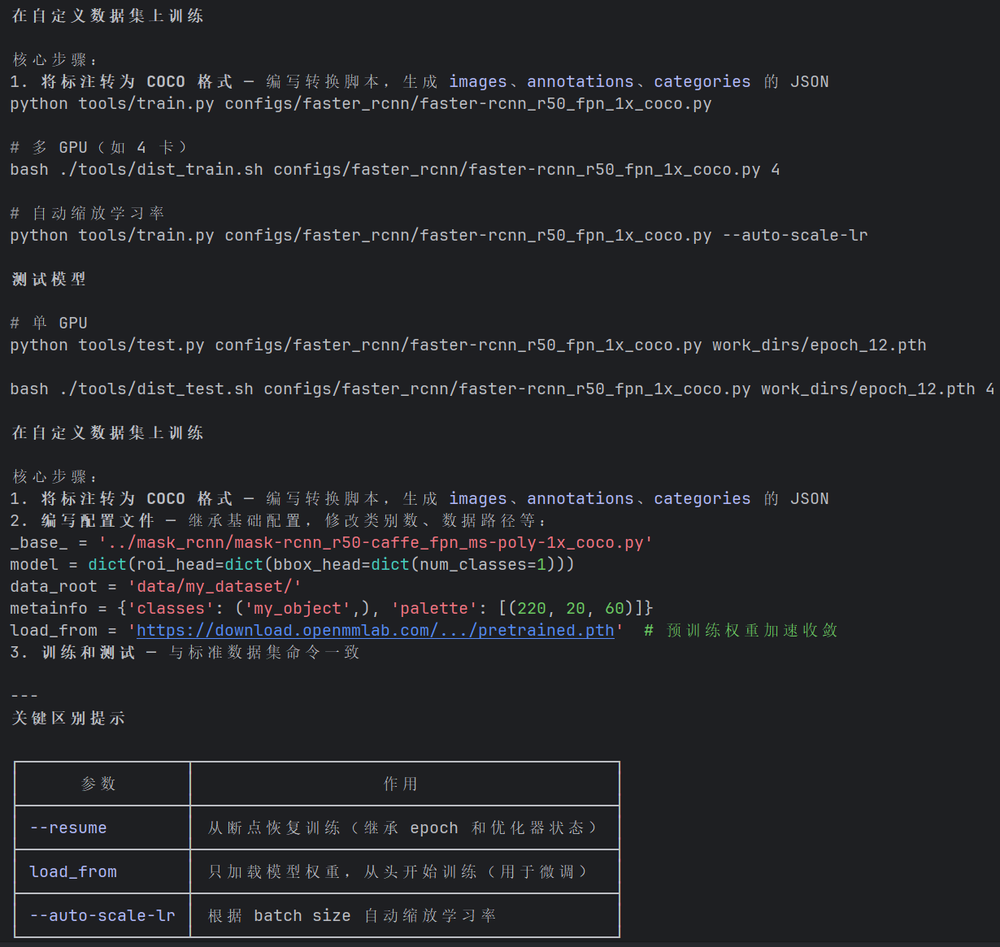 在自定义数据集上训练
核心步骤：
1. 将标注转为 COCO 格式 — 编写转换脚本，生成 images、annotations、categories 的 JSON
python tools/train.py configs/faster_rcnn/faster-rcnn_r50_fpn_1x_coco.py
# 多 GPU（如 4 卡）
bash ./tools/dist_train.sh configs/faster_rcnn/faster-rcnn_r50_fpn_1x_coco.py 4
# 自动缩放学习率
python tools/train.py configs/faster_rcnn/faster-rcnn_r50_fpn_1x_coco.py --auto-scale-lr
测试模型
# 单 GPU
python tools/test.py configs/faster_rcnn/faster-rcnn_r50_fpn_1x_coco.py work_dirs/epoch_12.pth
bash ./tools/dist_test.sh configs/faster_rcnn/faster-rcnn_r50_fpn_1x_coco.py work_dirs/epoch_12.pth 4
在自定义数据集上训练
核心步骤：
1. 将标注转为 COCO 格式 — 编写转换脚本，生成 images、annotations、categories 的 JSON
2. 编写配置文件 — 继承基础配置，修改类别数、数据路径等：
_base_ = '../mask_rcnn/mask-rcnn_r50-caffe_fpn_ms-poly-1x_coco.py'
model = dict(roi_head=dict(bbox_head=dict(num_classes=1)))
data_root = 'data/my_dataset/'
metainfo = {'classes': ('my_object',), 'palette': [(220, 20, 60)]}
load_from = 'https://download.openmmlab.com/.../pretrained.pth'  # 预训练权重加速收敛
3. 训练和测试 — 与标准数据集命令一致
---
关键区别提示
参数 作用
--resume 从断点恢复训练（继承 epoch 和优化器状态）
load_from 只加载模型权重，从头开始训练（用于微调）
--auto-scale-lr 根据 batch size 自动缩放学习率